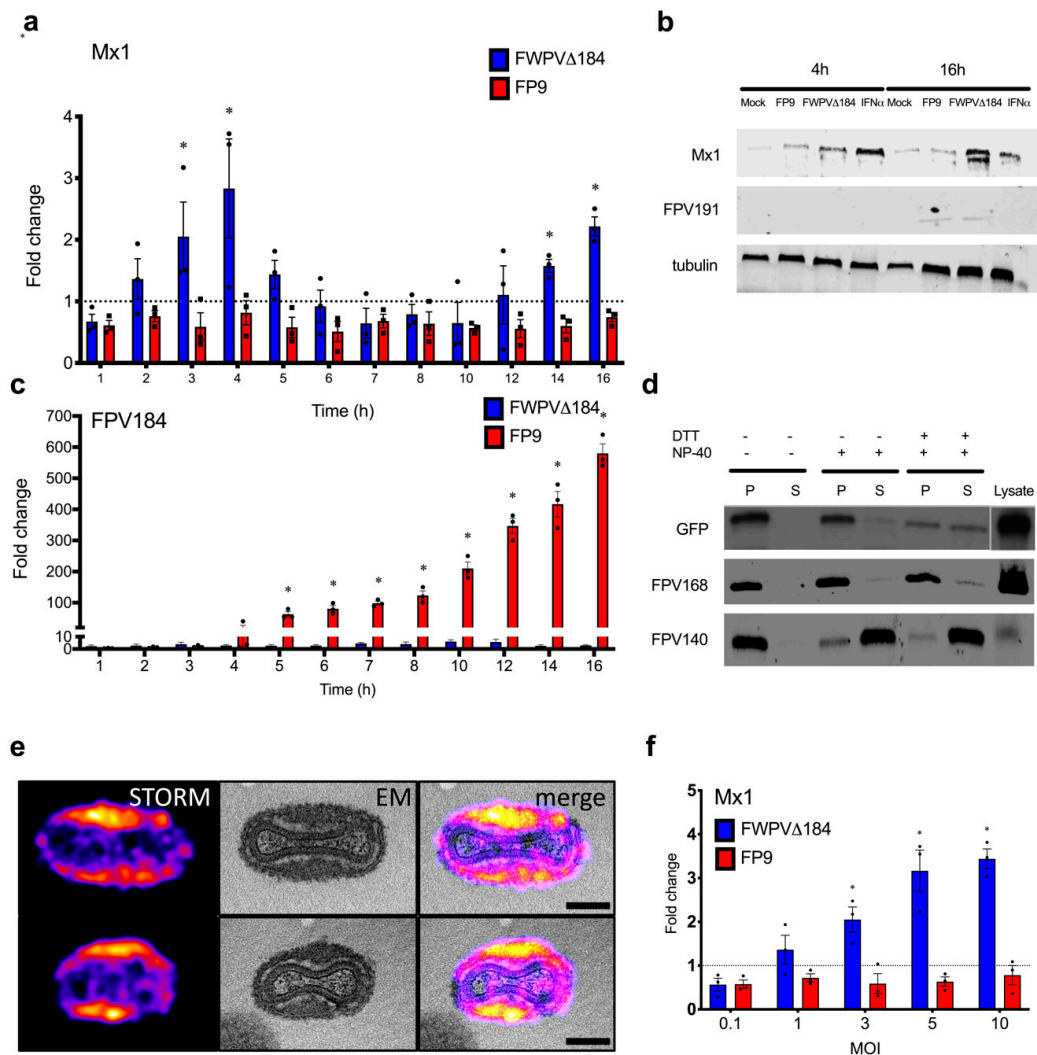 a
*
Mx1
FWPVΔ184
FP9
* * * *
4
3
2
1
0
Fold change
1 2 3 4 5 6 7 8 10 12 14 16
Time (h)
b
4h 16h
Mock FP9 FWPVΔ184 IFNα Mock FP9 FWPVΔ184 IFNα
Mx1
FPV191
tubulin
c
FPV184
FWPVΔ184
FP9
* * * * * * * *
700
600
500
400
300
200
100
10
0
Fold change
1 2 3 4 5 6 7 8 10 12 14 16
Time (h)
d
DTT - - - - + +
NP-40 - - + + + +
P S P S P S Lysate
GFP
FPV168
FPV140
e
STORM EM merge
f
Mx1
FWPVΔ184
FP9
* * *
5
4
3
2
1
0
Fold change
0.1 1 3 5 10
MOI